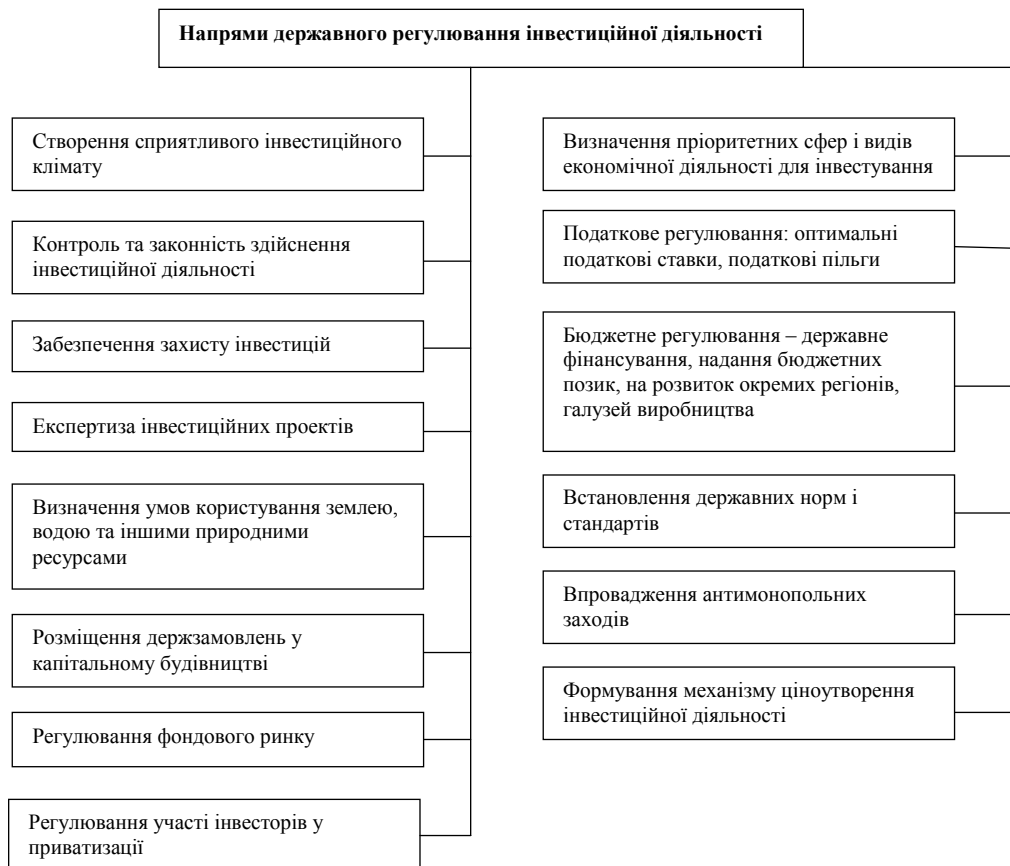 Напрями державного регулювання інвестиційної діяльності
Створення сприятливого інвестиційного
клімату
Контроль та законність здійснення
інвестиційної діяльності
Забезпечення захисту інвестицій
Експертиза інвестиційних проектів
Визначення умов користування землею,
водою та іншими природними
ресурсами
Розміщення держзамовлень у
капітальному будівництві
Регулювання фондового ринку
Регулювання участі інвесторів у
приватизації
Визначення пріоритетних сфер і видів
економічної діяльності для інвестування
Податкове регулювання: оптимальні
податкові ставки, податкові пільги
Бюджетне регулювання – державне
фінансування, надання бюджетних
позик, на розвиток окремих регіонів,
галузей виробництва
Встановлення державних норм і
стандартів
Впровадження антимонопольних
заходів
Формування механізму ціноутворення
інвестиційної діяльності